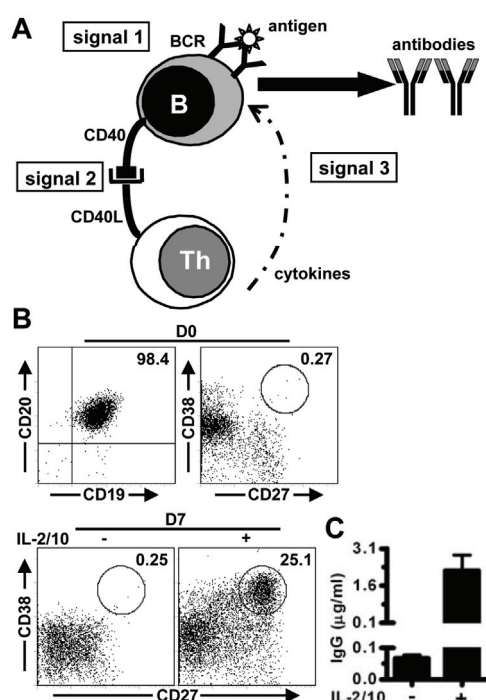 A
signal 1
BCR
antigen
antibodies
B
CD40
signal 2
signal 3
CD40L
Th
cytokines
B
D0
98.4
0.27
CD20
CD38
CD19
CD27
D7
IL-2/10 - +
0.25
25.1
CD38
CD27
C
3.1
1.6
0.1
0.1
0.0
IgG (µg/ml)
IL-2/10 - +